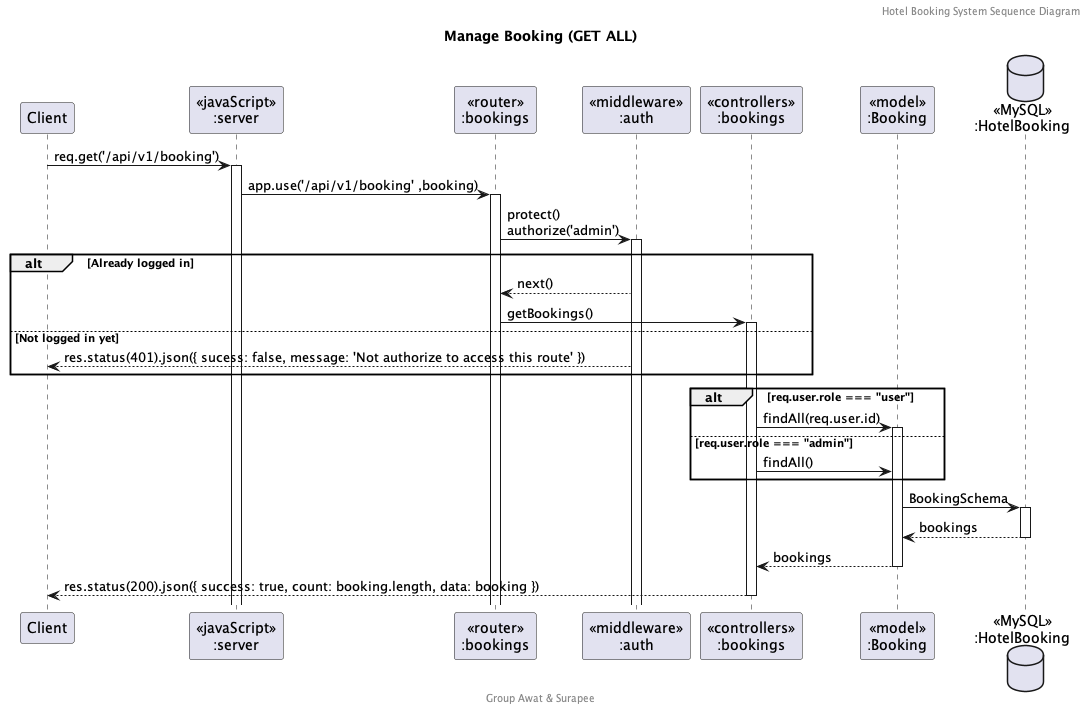 Hotel Booking System Sequence Diagram
Manage Booking (GET ALL)
Client
«javaScript»
:server
«router»
:bookings
«middleware»
:auth
«controllers»
:bookings
«model»
:Booking
«MySQL»
:HotelBooking
req.get('/api/v1/booking')
app.use('/api/v1/booking' ,booking)
protect()
authorize('admin')
alt [Already logged in]
next()
getBookings()
[Not logged in yet]
res.status(401).json({ sucess: false, message: 'Not authorize to access this route' })
alt [req.user.role === "user"]
findAll(req.user.id)
[req.user.role === "admin"]
findAll()
BookingSchema
bookings
bookings
res.status(200).json({ success: true, count: booking.length, data: booking })
Client
«javaScript»
:server
«router»
:bookings
«middleware»
:auth
«controllers»
:bookings
«model»
:Booking
«MySQL»
:HotelBooking
Group Awat & Surapee